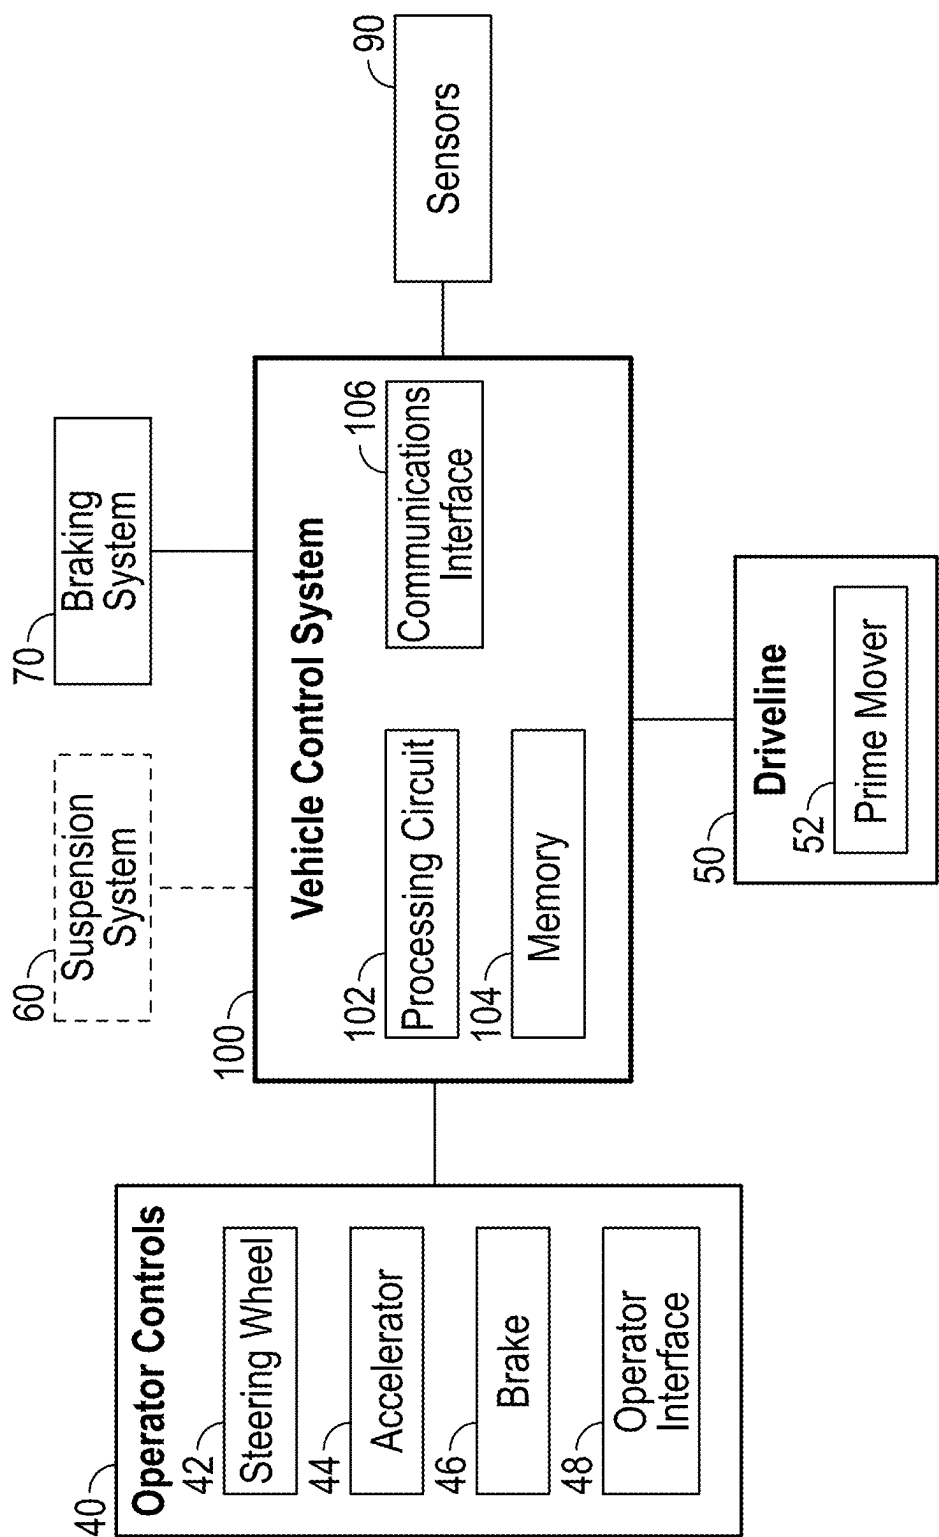 40
Operator Controls
42
Steering Wheel
44
Accelerator
46
Brake
48
Operator
Interface
60
Suspension
System
70
Braking
System
100
Vehicle Control System
102
Processing Circuit
104
Memory
106
Communications
Interface
90
Sensors
50
Driveline
52
Prime Mover